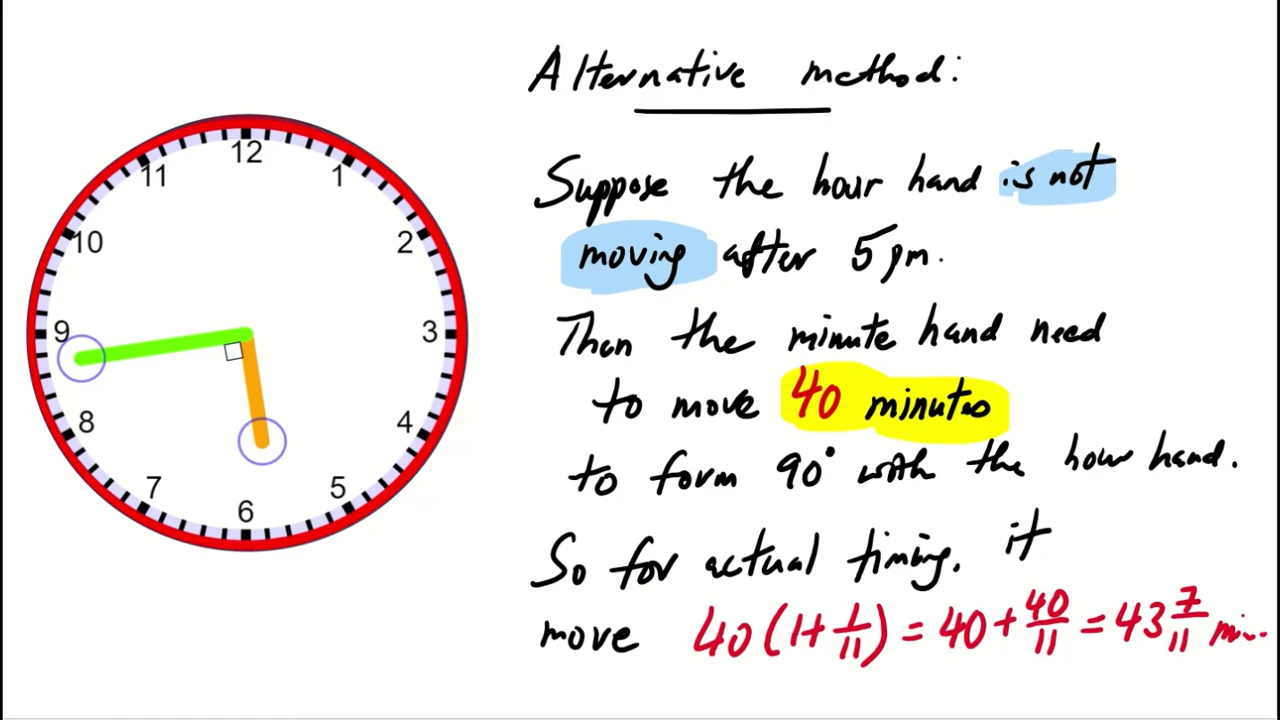 12
11
1
10
2
9
3
8
4
7
5
6
Alternative method:
Suppose the hour hand is not
moving after 5 pm.
Then the minute hand need
to move 40 minutes
to form 90° with the hour hand.
So for actual timing, it
move 40(1+1/11) = 40+40/11 = 43 7/11 min.